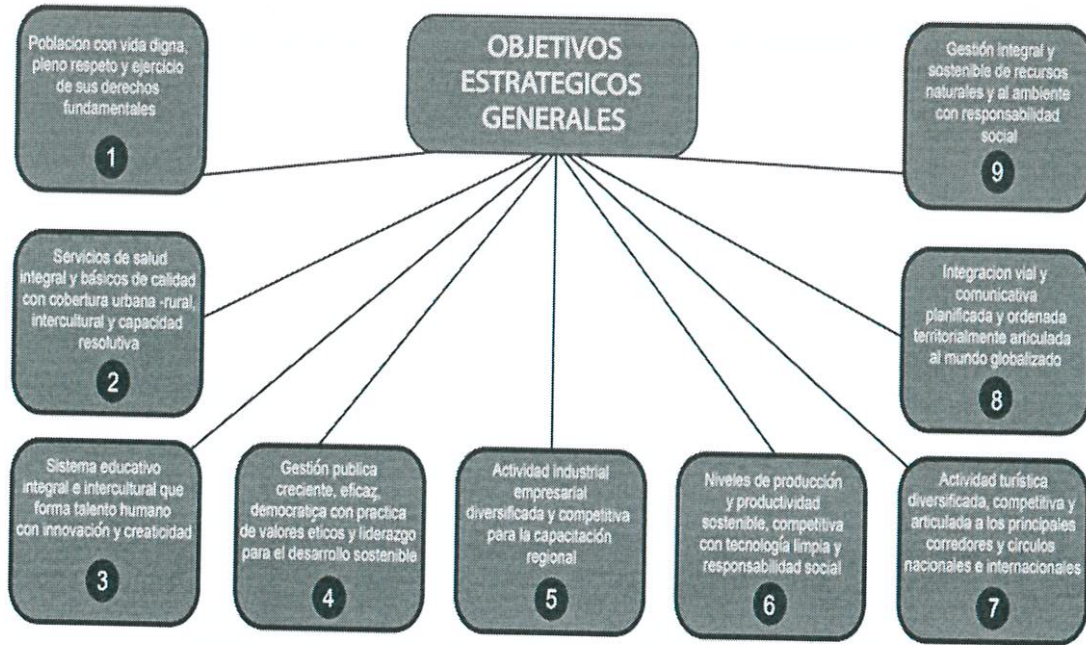 OBJETIVOS
ESTRATEGICOS
GENERALES
Poblacion con vida digna,
pleno respeto y ejercicio
de sus derechos
fundamentales
1
Servicios de salud
integral y básicos de calidad
con cobertura urbana -rural,
intercultural y capacidad
resolutiva
2
Sistema educativo
integral e intercultural que
forma talento humano
con innovación y creaticidad
3
Gestión publica
creciente, eficaz,
democratica con practica
de valores eticos y liderazgo
para el desarrollo sostenible
4
Actividad industrial
empresarial
diversificada y competitiva
para la capacitación
regional
5
Niveles de producción
y productividad
sostenible, competitiva
con tecnología limpia y
responsabilidad social
6
Actividad turística
diversificada, competitiva y
articulada a los principales
corredores y circulos
nacionales e internacionales
7
Integracion vial y
comunicativa
planificada y ordenada
territorialmente articulada
al mundo globalizado
8
Gestión integral y
sostenible de recursos
naturales y al ambiente
con responsabilidad
social
9